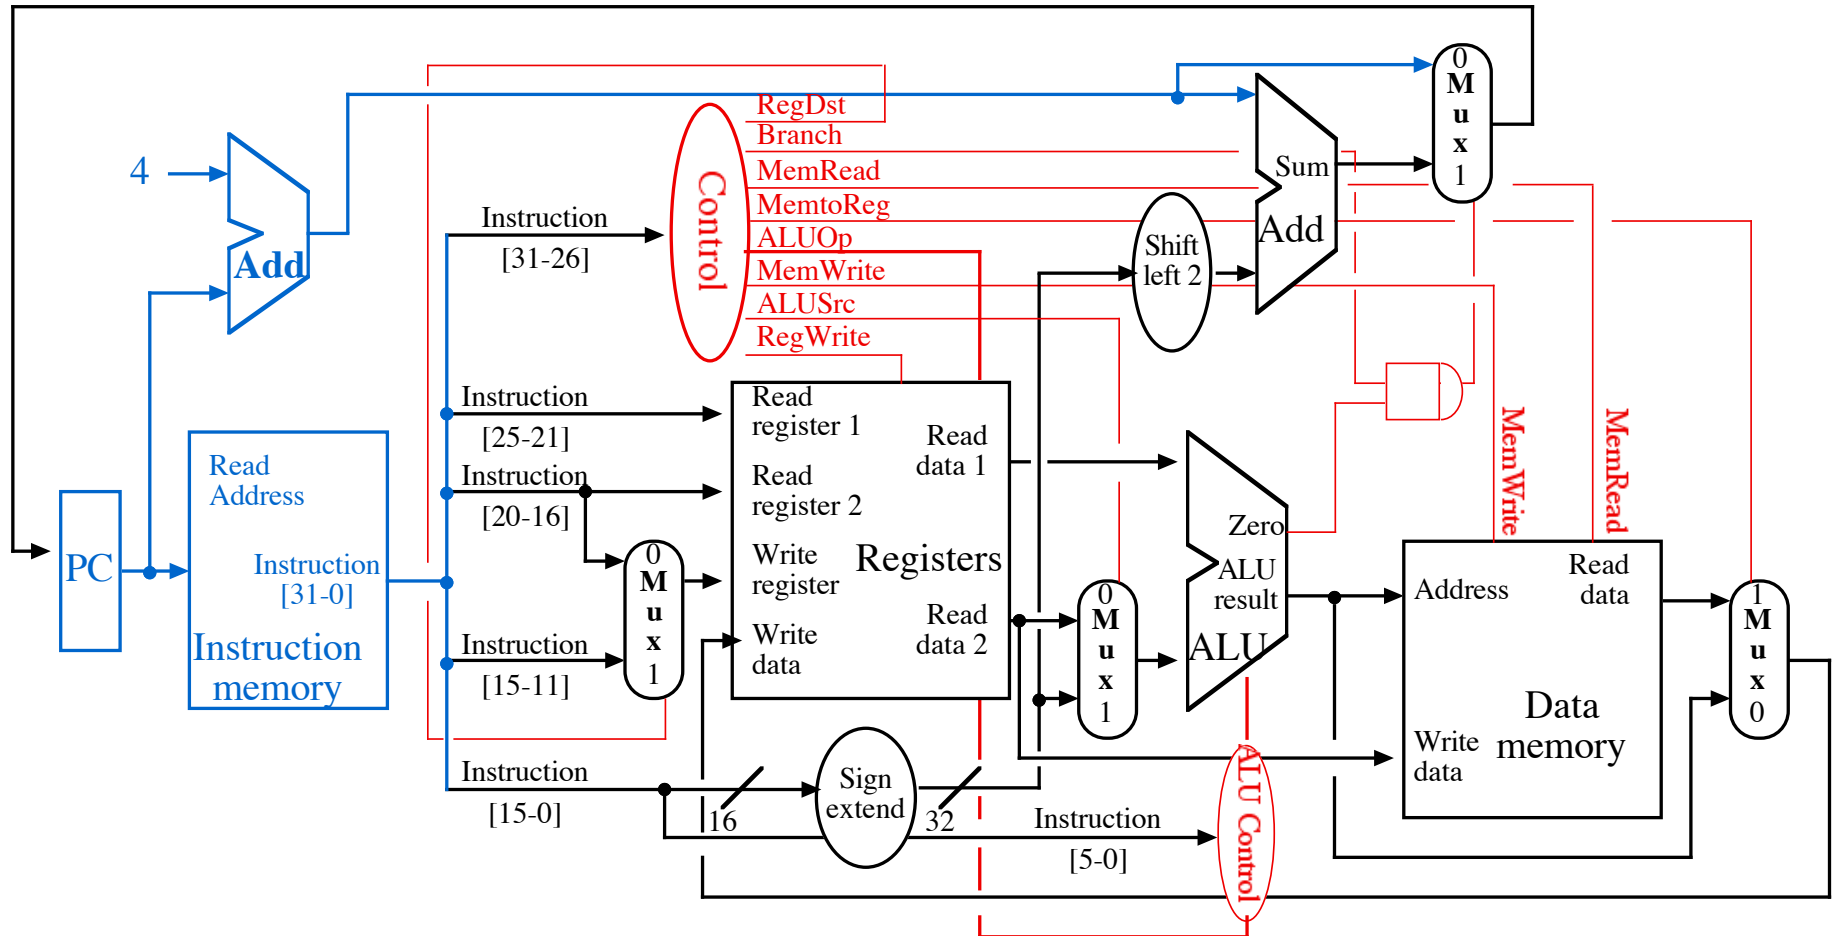 RegDst
Branch
MemRead
MemtoReg
ALUOp
MemWrite
ALUSrc
RegWrite
Control
4
Add
Instruction
[31-26]
Shift
left 2
Sum
Add
0
M
u
x
1
PC
Read
Address
Instruction
[31-0]
Instruction
memory
Instruction
[25-21]
Instruction
[20-16]
Instruction
[15-11]
Instruction
[15-0]
0
M
u
x
1
Read
register 1
Read
register 2
Write
register
Write
data
Registers
Read
data 1
Read
data 2
16
Sign
extend
32
Instruction
[5-0]
0
M
u
x
1
Zero
ALU
result
ALU
ALU Control
MemWrite
MemRead
Address
Read
data
Write
data
Data
memory
1
M
u
x
0